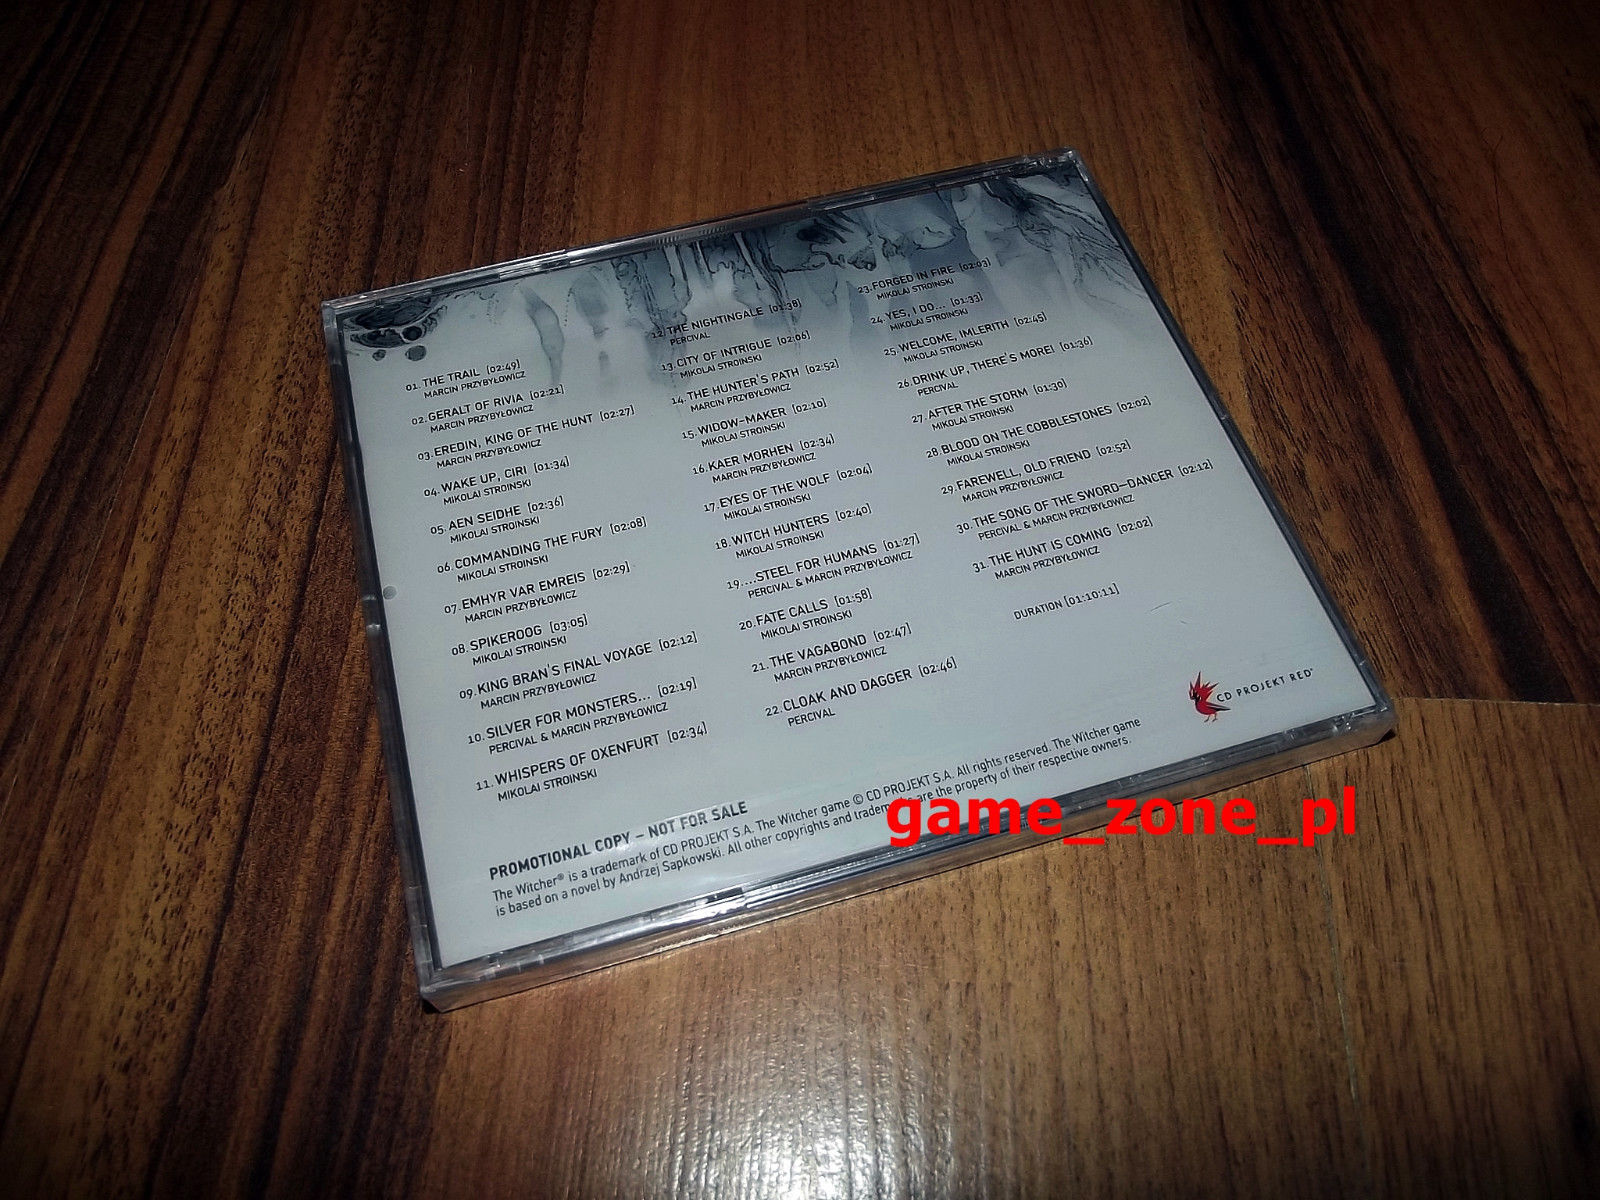 01. THE TRAIL [02:49]
MARCIN PRZYBYŁOWICZ
02. GERALT OF RIVIA [02:21]
MARCIN PRZYBYŁOWICZ
03. EREDIN, KING OF THE HUNT [02:27]
MARCIN PRZYBYŁOWICZ
04. WAKE UP, CIRI [01:34]
MIKOLAI STROINSKI
05. AEN SEIDHE [02:36]
MIKOLAI STROINSKI
06. COMMANDING THE FURY [02:08]
MIKOLAI STROINSKI
07. EMHYR VAR EMREIS [02:29]
MARCIN PRZYBYŁOWICZ
08. SPIKEROOG [03:05]
MIKOLAI STROINSKI
09. KING BRAN'S FINAL VOYAGE [02:12]
MARCIN PRZYBYŁOWICZ
10. SILVER FOR MONSTERS... [02:19]
PERCIVAL & MARCIN PRZYBYŁOWICZ
11. WHISPERS OF OXENFURT [02:34]
MIKOLAI STROINSKI
12. THE NIGHTINGALE [01:38]
PERCIVAL
13. CITY OF INTRIGUE [02:06]
MIKOLAI STROINSKI
14. THE HUNTER'S PATH [02:52]
MARCIN PRZYBYŁOWICZ
15. WIDOW-MAKER [02:10]
MIKOLAI STROINSKI
16. KAER MORHEN [02:34]
MARCIN PRZYBYŁOWICZ
17. EYES OF THE WOLF [02:04]
MIKOLAI STROINSKI
18. WITCH HUNTERS [02:40]
MIKOLAI STROINSKI
19. ...STEEL FOR HUMANS [01:27]
PERCIVAL & MARCIN PRZYBYŁOWICZ
20. FATE CALLS [01:58]
MIKOLAI STROINSKI
21. THE VAGABOND [02:47]
MARCIN PRZYBYŁOWICZ
22. CLOAK AND DAGGER [02:46]
PERCIVAL
23. FORGED IN FIRE [02:03]
MIKOLAI STROINSKI
24. YES, I DO... [01:33]
MIKOLAI STROINSKI
25. WELCOME, IMLERITH [02:45]
MIKOLAI STROINSKI
26. DRINK UP, THERE'S MORE! [01:36]
PERCIVAL
27. AFTER THE STORM [01:30]
MIKOLAI STROINSKI
28. BLOOD ON THE COBBLESTONES [02:02]
MIKOLAI STROINSKI
29. FAREWELL, OLD FRIEND [02:52]
MARCIN PRZYBYŁOWICZ
30. THE SONG OF THE SWORD-DANCER [02:12]
PERCIVAL & MARCIN PRZYBYŁOWICZ
31. THE HUNT IS COMING [02:02]
MARCIN PRZYBYŁOWICZ
DURATION [01:10:11]
CD PROJEKT RED®
PROMOTIONAL COPY – NOT FOR SALE
The Witcher® is a trademark of CD PROJEKT S.A. The Witcher game © CD PROJEKT S.A. All rights reserved. The Witcher game
is based on a novel by Andrzej Sapkowski. All other copyrights and trademarks are the property of their respective owners.
game_zone_pl